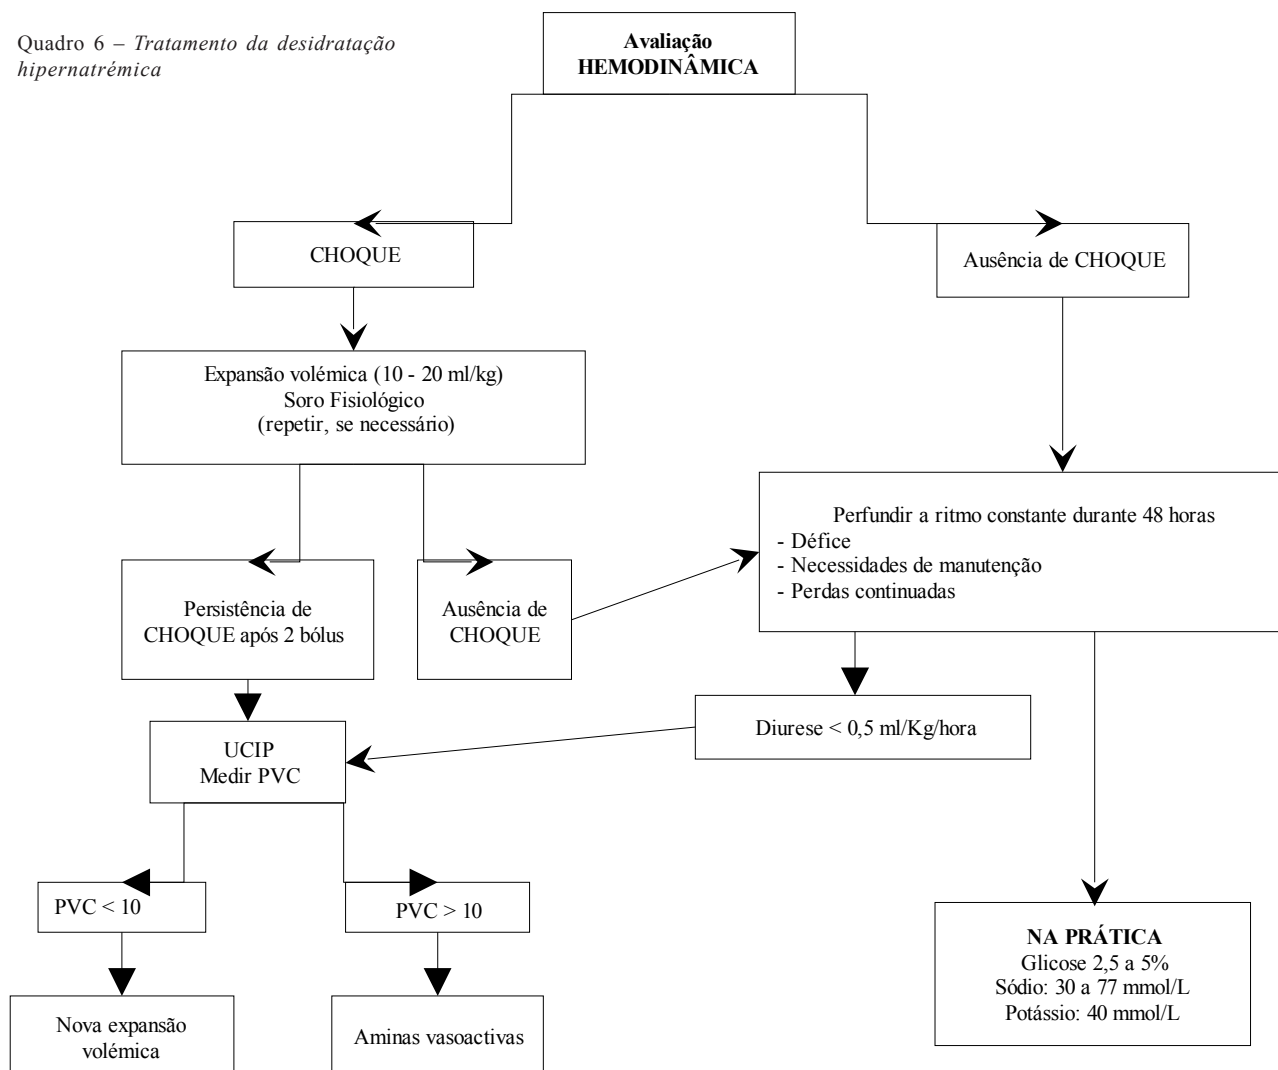 Quadro 6 – Tratamento da desidratação
hipernatrémica
Avaliação
HEMODINÂMICA
CHOQUE
Ausência de CHOQUE
Expansão volémica (10 - 20 ml/kg)
Soro Fisiológico
(repetir, se necessário)
Perfundir a ritmo constante durante 48 horas
- Défice
- Necessidades de manutenção
- Perdas continuadas
Persistência de
CHOQUE após 2 bólus
Ausência de
CHOQUE
Diurese < 0,5 ml/Kg/hora
UCIP
Medir PVC
PVC < 10
PVC > 10
NA PRÁTICA
Glicose 2,5 a 5%
Sódio: 30 a 77 mmol/L
Potássio: 40 mmol/L
Nova expansão
volémica
Aminas vasoactivas